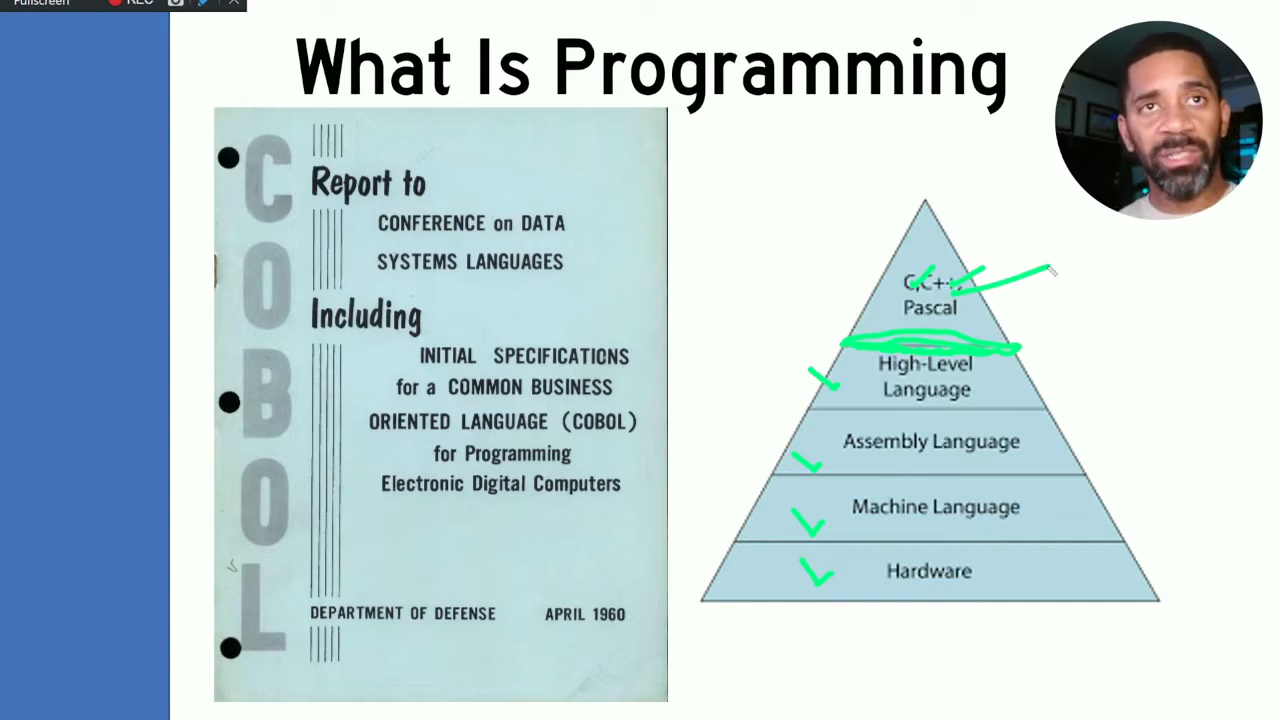 Fullscreen
REC
What Is Programming
COBOL
Report to
CONFERENCE on DATA
SYSTEMS LANGUAGES
Including
INITIAL SPECIFICATIONS
for a COMMON BUSINESS
ORIENTED LANGUAGE (COBOL)
for Programming
Electronic Digital Computers
DEPARTMENT OF DEFENSE APRIL 1960
C,C++,
Pascal
High-Level
Language
Assembly Language
Machine Language
Hardware